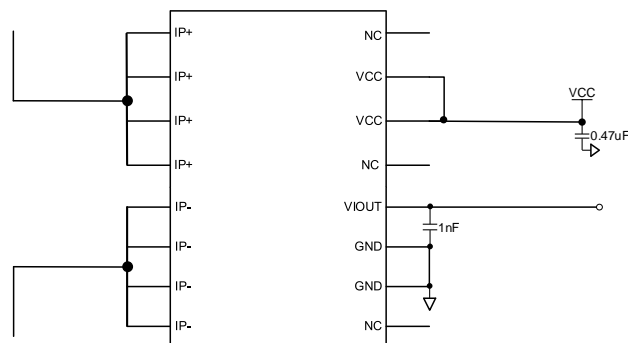 IP+
IP+
IP+
IP+
IP-
IP-
IP-
IP-
NC
VCC
VCC
NC
VIOUT
GND
GND
NC
VCC
0.47uF
1nF